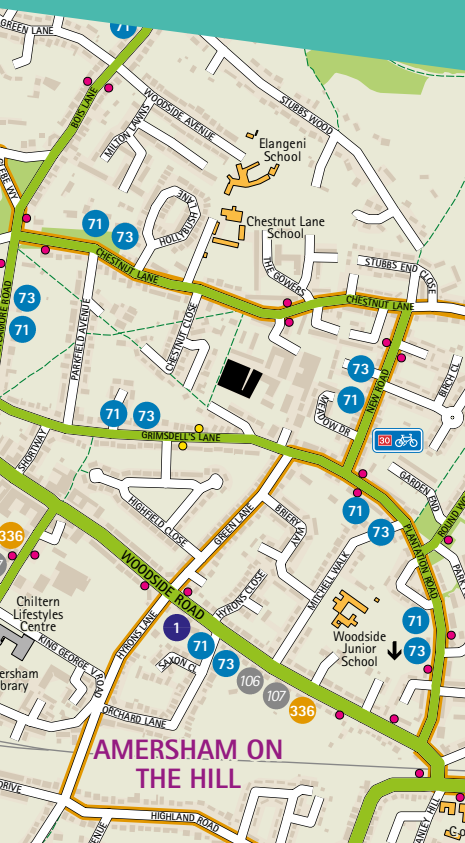 71
GREEN LANE
STUBBS WOOD
WOODSIDE AVENUE
BOIS LANE
MILTON LAWNS
Elangeni
School
HOLLYBUSH
LANE
71
73
Chestnut Lane
School
CHESTNUT LANE
THE GOWERS
STUBBS END CLOSE
CHESTNUT LANE
73
71
PARKFIELD AVENUE
CHESTNUT CLOSE
73
71
NEW ROAD
BIRCH CL
MEADOW DR
71
73
GRIMSDELL'S LANE
30
SHORTWAY
HIGHFIELD CLOSE
GREEN LANE
BRIERY WAY
GARDEN END
71
73
PLANTATION ROAD
336
MITCHELL WALK
WOODSIDE ROAD
HYRONS CLOSE
Chiltern
Lifestyles
Centre
HYRONS LANE
1
71
73
SAXON CL
Woodside
Junior
School
71
73
KING GEORGE V ROAD
106
107
336
ORCHARD LANE
AMERSHAM ON
THE HILL
HIGHLAND ROAD